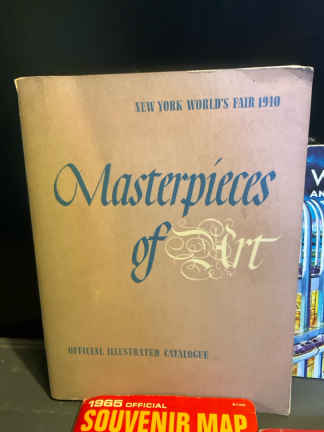 NEW YORK WORLD'S FAIR 1940
Masterpieces
of Art
OFFICIAL ILLUSTRATED CATALOGUE
1965 OFFICIAL
SOUVENIR MAP